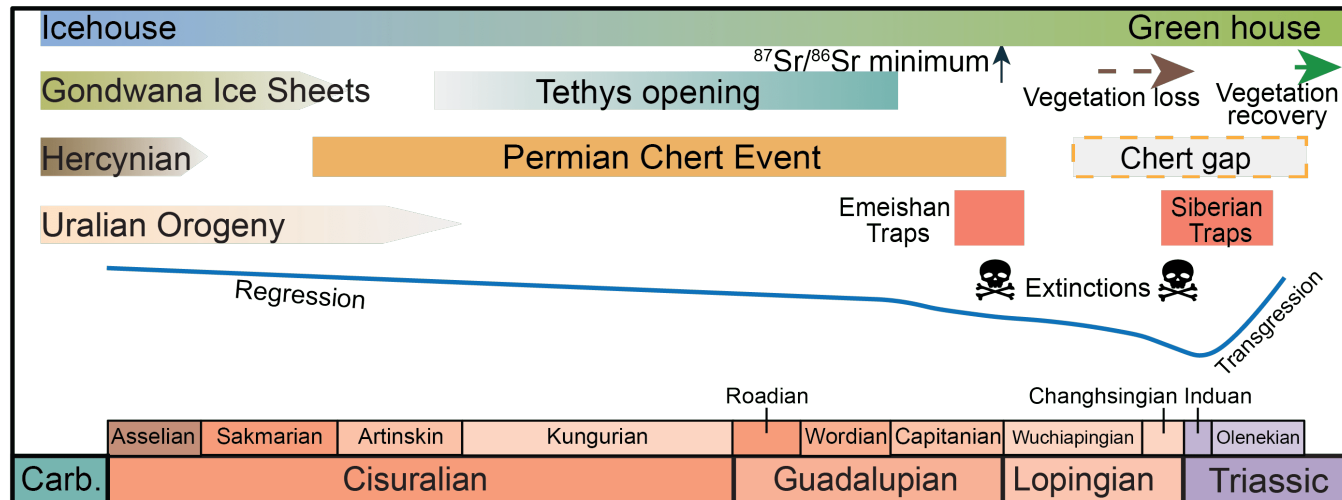 Icehouse
Green house
⁸⁷Sr/⁸⁶Sr minimum
Gondwana Ice Sheets
Tethys opening
Vegetation loss
Vegetation
recovery
Hercynian
Permian Chert Event
Chert gap
Uralian Orogeny
Emeishan
Traps
Siberian
Traps
Regression
Extinctions
Transgression
Roadian
Changhsingian
Induan
Asselian
Sakmarian
Artinskin
Kungurian
Wordian
Capitanian
Wuchiapingian
Olenekian
Carb.
Cisuralian
Guadalupian
Lopingian
Triassic